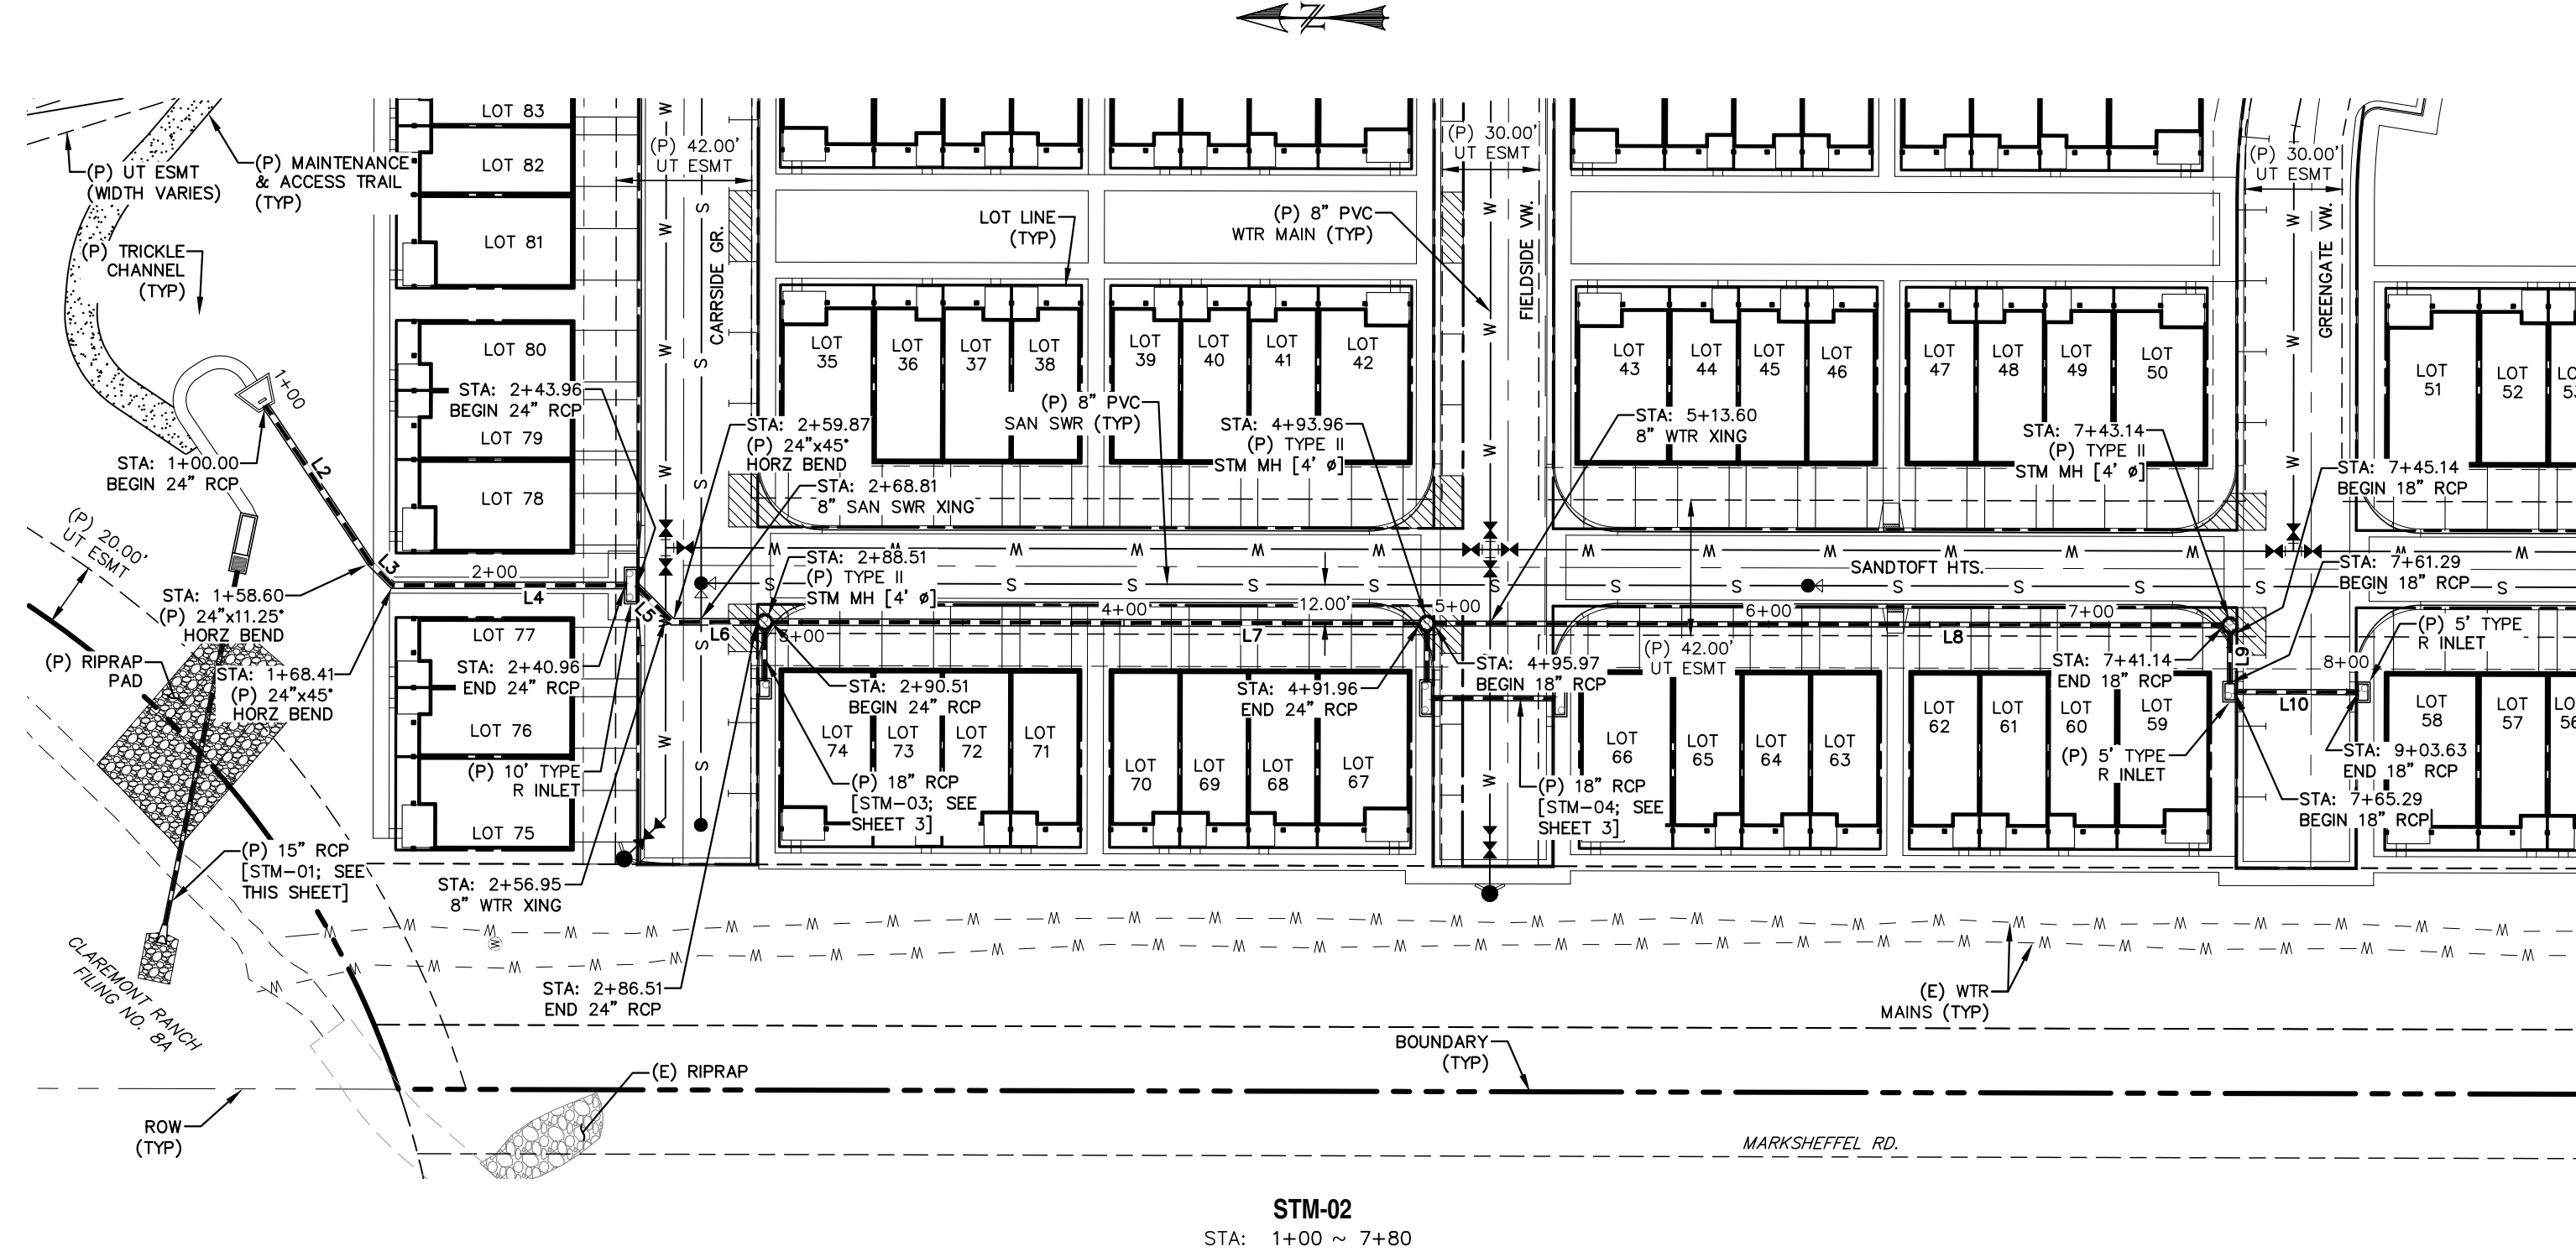 N
LOT 83
LOT 82
LOT 81
LOT 80
LOT 79
LOT 78
LOT 77
LOT 76
LOT 75
(P) UT ESMT
(WIDTH VARIES)
(P) MAINTENANCE
& ACCESS TRAIL
(TYP)
(P) TRICKLE
CHANNEL
(TYP)
1+00
STA: 1+00.00
BEGIN 24" RCP
L2
(P) 20.00'
UT ESMT
L3
STA: 1+58.60
(P) 24"x11.25°
HORZ BEND
(P) RIPRAP
PAD
STA: 1+68.41
(P) 24"x45°
HORZ BEND
2+00
L4
STA: 2+43.96
BEGIN 24" RCP
STA: 2+40.96
END 24" RCP
(P) 10' TYPE
R INLET
(P) 15" RCP
[STM-01; SEE
THIS SHEET]
STA: 2+56.95
8" WTR XING
STA: 2+86.51
END 24" RCP
CLAREMONT RANCH
FILING NO. 8A
ROW
(TYP)
(E) RIPRAP
(P) 42.00'
UT ESMT
CARRSIDE GR.
STA: 2+59.87
(P) 24"x45°
HORZ BEND
STA: 2+68.81
8" SAN SWR XING
STA: 2+88.51
(P) TYPE II
STM MH [4' ø]
L5
L6
3+00
STA: 2+90.51
BEGIN 24" RCP
(P) 18" RCP
[STM-03; SEE
SHEET 3]
LOT LINE
(TYP)
LOT
35
LOT
36
LOT
37
LOT
38
LOT
39
LOT
40
LOT
41
LOT
42
(P) 8" PVC
SAN SWR (TYP)
(P) 8" PVC
WTR MAIN (TYP)
STA: 4+93.96
(P) TYPE II
STM MH [4' ø]
4+00
12.00'
5+00
L7
STA: 4+91.96
END 24" RCP
STA: 4+95.97
BEGIN 18" RCP
LOT
74
LOT
73
LOT
72
LOT
71
LOT
70
LOT
69
LOT
68
LOT
67
(P) 30.00'
UT ESMT
FIELDSIDE VW.
STA: 5+13.60
8" WTR XING
(P) 18" RCP
[STM-04; SEE
SHEET 3]
LOT
43
LOT
44
LOT
45
LOT
46
LOT
47
LOT
48
LOT
49
LOT
50
SANDTOFT HTS.
6+00
7+00
L8
(P) 42.00'
UT ESMT
LOT
66
LOT
65
LOT
64
LOT
63
LOT
62
LOT
61
LOT
60
LOT
59
STA: 7+43.14
(P) TYPE II
STM MH [4' ø]
STA: 7+41.14
END 18" RCP
(P) 5' TYPE
R INLET
(P) 30.00'
UT ESMT
GREENGATE VW.
STA: 7+45.14
BEGIN 18" RCP
STA: 7+61.29
BEGIN 18" RCP
L9
8+00
L10
(P) 5' TYPE
R INLET
STA: 9+03.63
END 18" RCP
STA: 7+65.29
BEGIN 18" RCP
LOT
51
LOT
52
LOT
58
LOT
57
(E) WTR
MAINS (TYP)
BOUNDARY
(TYP)
MARKSHEFFEL RD.
STM-02
STA: 1+00 ~ 7+80